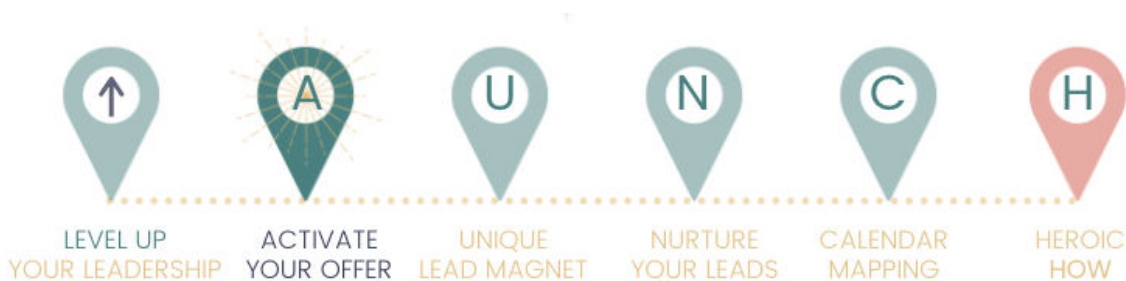 A U N C H
LEVEL UP ACTIVATE UNIQUE NURTURE CALENDAR HEROIC
YOUR LEADERSHIP YOUR OFFER LEAD MAGNET YOUR LEADS MAPPING HOW